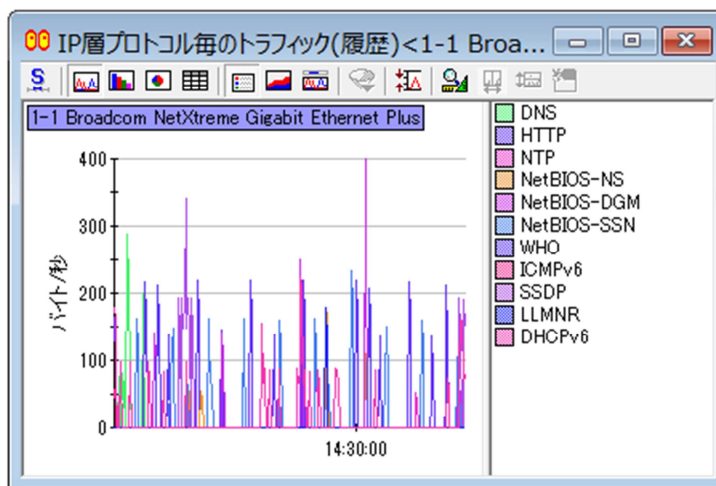 IP層プロトコル毎のトラフィック(履歴)<1-1 Broa...
S
1-1 Broadcom NetXtreme Gigabit Ethernet Plus
400
300
200
100
0
バイト/秒
14:30:00
DNS
HTTP
NTP
NetBIOS-NS
NetBIOS-DGM
NetBIOS-SSN
WHO
ICMPv6
SSDP
LLMNR
DHCPv6